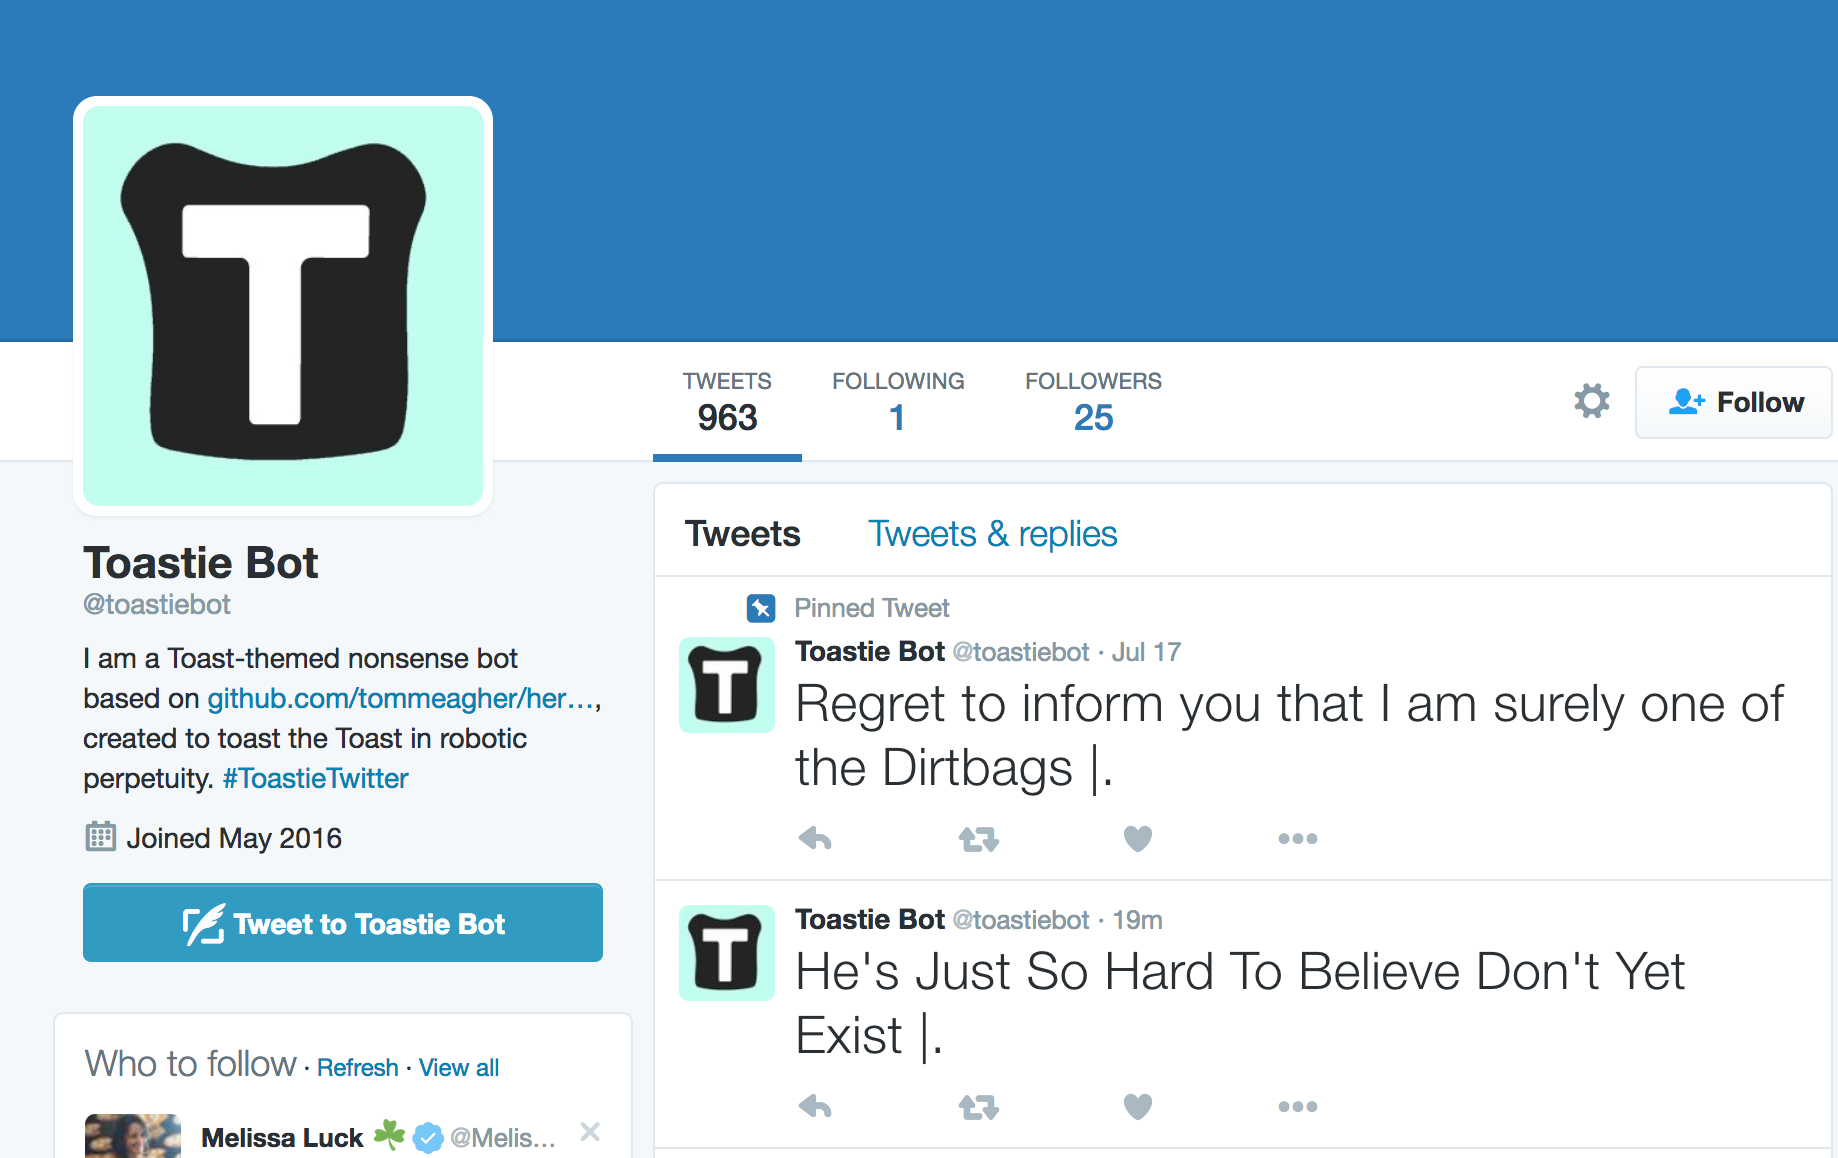 T
TWEETS
963
FOLLOWING
1
FOLLOWERS
25
Follow
Toastie Bot
@toastiebot
I am a Toast-themed nonsense bot
based on github.com/tommeagher/her...,
created to toast the Toast in robotic
perpetuity. #ToastieTwitter
Joined May 2016
Tweet to Toastie Bot
Who to follow · Refresh · View all
Melissa Luck @Melis...
Tweets Tweets & replies
Pinned Tweet
T
Toastie Bot @toastiebot · Jul 17
Regret to inform you that I am surely one of
the Dirtbags |.
T
Toastie Bot @toastiebot · 19m
He's Just So Hard To Believe Don't Yet
Exist |.